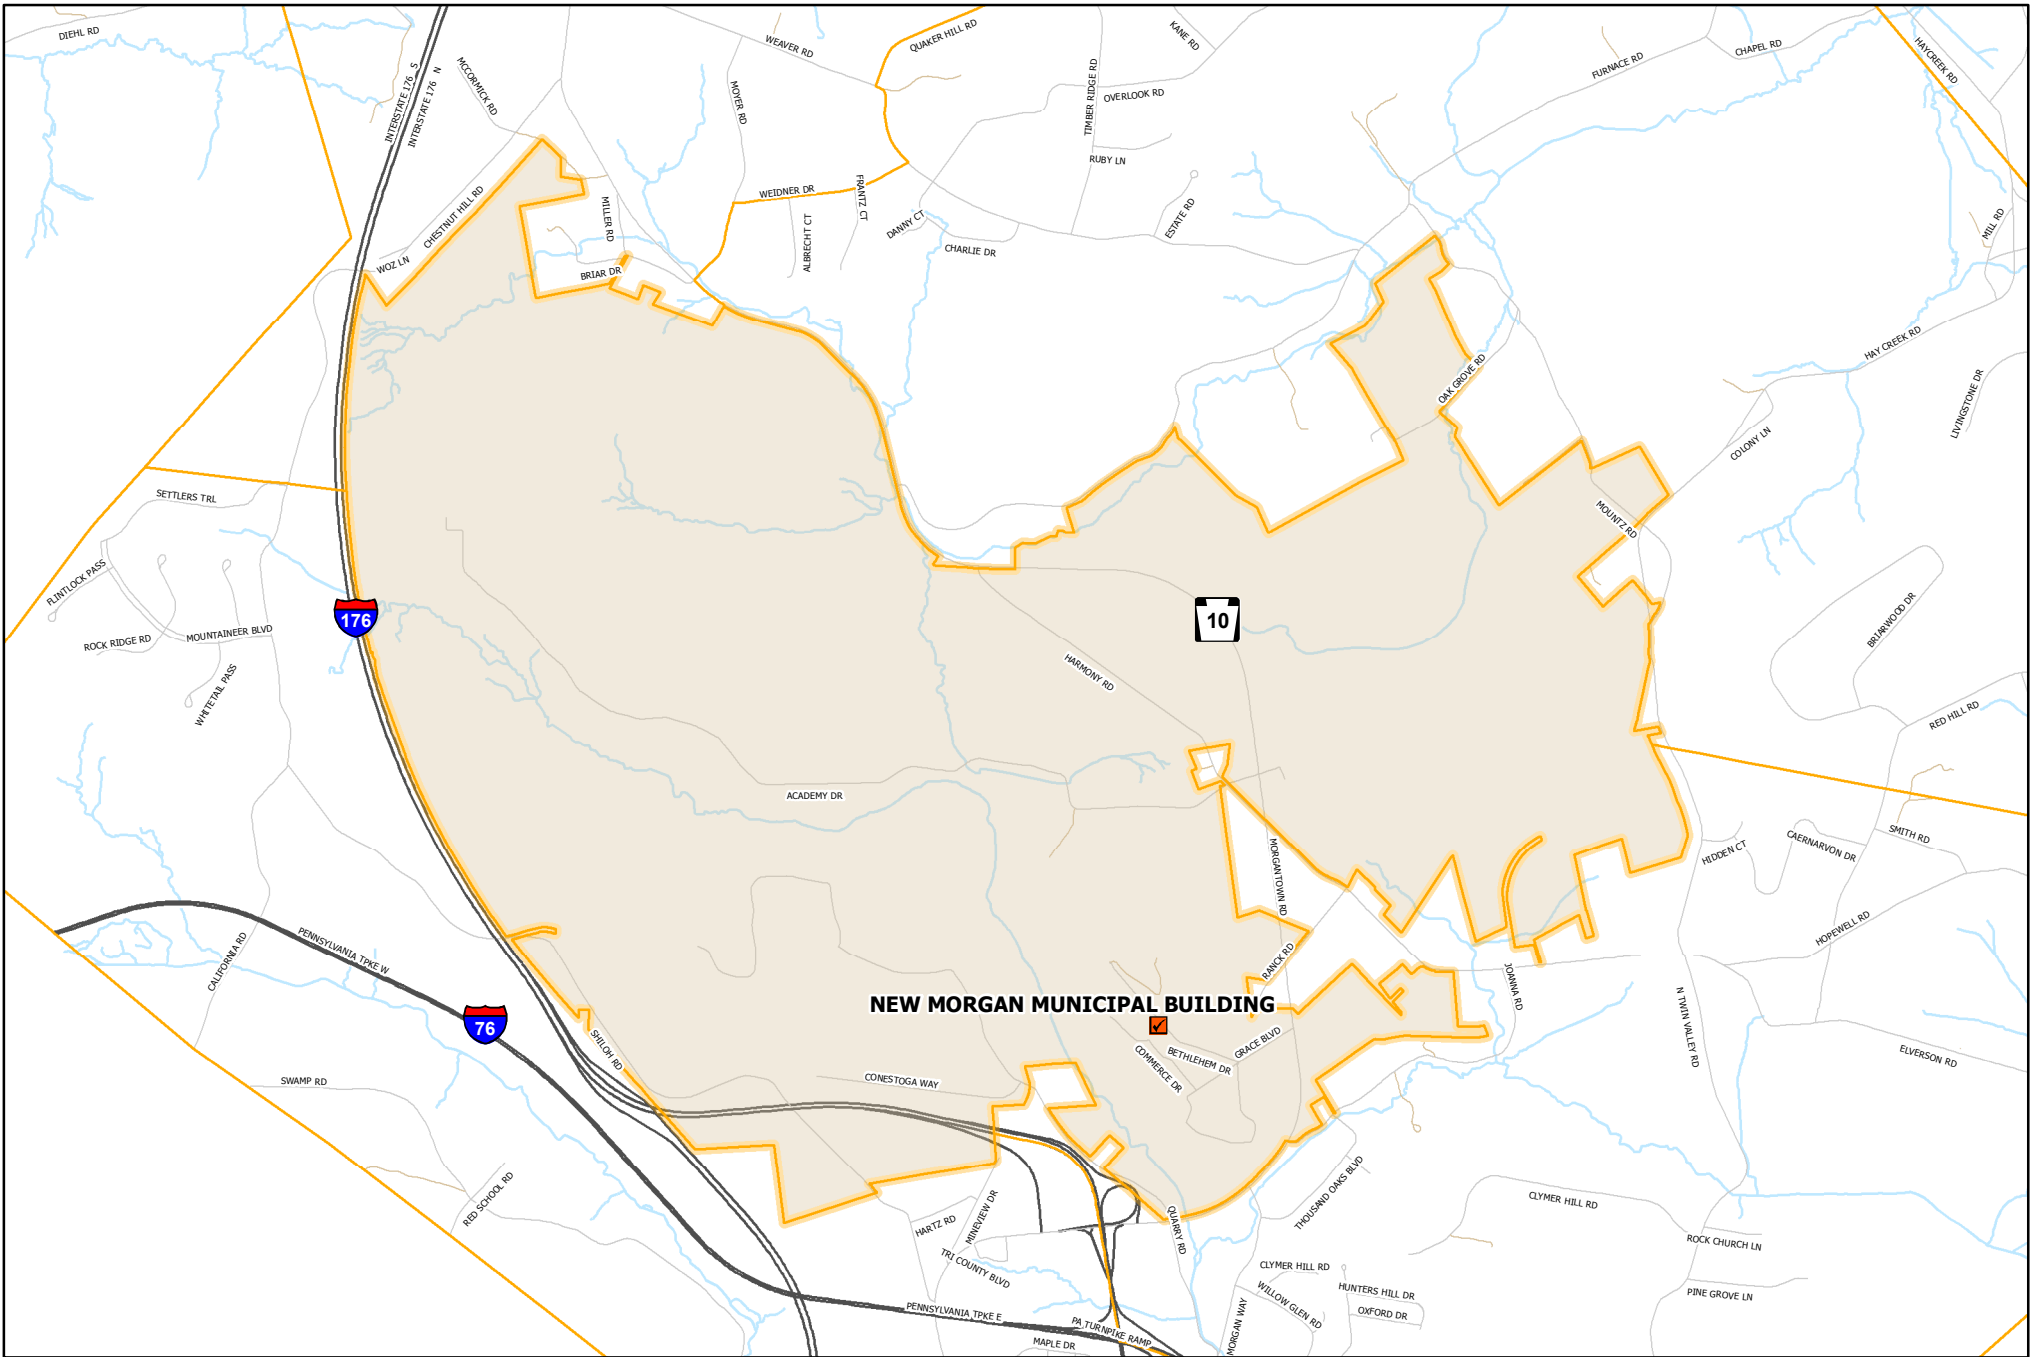 DIEHL RD
INTERSTATE 176 S
INTERSTATE 176 N
MCCORMICK RD
WEAVER RD
MOYER RD
QUAKER HILL RD
KANE RD
TIMBER RIDGE RD
OVERLOOK RD
RUBY LN
FURNACE RD
CHAPEL RD
HAYCREEK RD
MILL RD
CHESTNUT HILL RD
WOZ LN
MILLER RD
BRIAR DR
WEIDNER DR
FRANTZ CT
ALBRECHT CT
DANNY CT
CHARLIE DR
ESTATE RD
OAK GROVE RD
HAY CREEK RD
LIVINGSTONE DR
COLONY LN
MOUNTZ RD
SETTLERS TRL
FLINTLOCK PASS
ROCK RIDGE RD
MOUNTAINEER BLVD
WHITETAIL PASS
176
10
HARMONY RD
BRIARWOOD DR
RED HILL RD
ACADEMY DR
MORGANTOWN RD
HIDDEN CT
CAERNARVON DR
SMITH RD
HOPEWELL RD
CALIFORNIA RD
PENNSYLVANIA TPKE W
76
RANCK RD
JOANNA RD
N TWIN VALLEY RD
ELVERSON RD
NEW MORGAN MUNICIPAL BUILDING
SHILOH RD
COMMERCE DR
BETHLEHEM DR
GRACE BLVD
CONESTOGA WAY
SWAMP RD
RED SCHOOL RD
HARTZ RD
MINEVIEW DR
TRI COUNTY BLVD
QUARRY RD
THOUSAND OAKS BLVD
CLYMER HILL RD
ROCK CHURCH LN
PINE GROVE LN
CLYMER HILL RD
WILLOW GLEN RD
HUNTERS HILL DR
OXFORD DR
MORGAN WAY
PENNSYLVANIA TPKE E
PA TURNPIKE RAMP
MAPLE DR